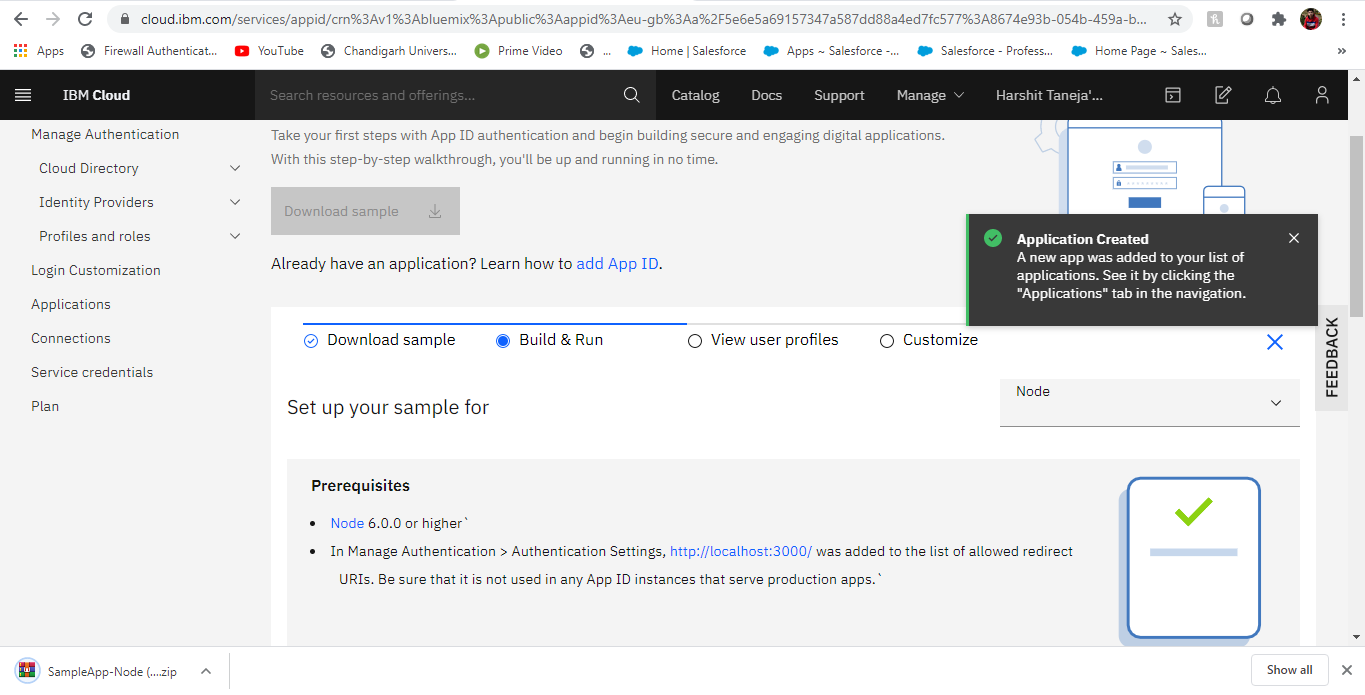 cloud.ibm.com/services/appid/crn%3Av1%3Abluemix%3Apublic%3Aappid%3Aeu-gb%3Aa%2F5e6e5a69157347a587dd88a4ed7fc577%3A8674e93b-054b-459a-b...
Apps Firewall Authenticat... YouTube Chandigarh Univers... Prime Video ... Home | Salesforce Apps ~ Salesforce -... Salesforce - Profess... Home Page ~ Sales... »
IBM Cloud Search resources and offerings... Catalog Docs Support Manage Harshit Taneja'...
Manage Authentication
Cloud Directory
Identity Providers
Profiles and roles
Login Customization
Applications
Connections
Service credentials
Plan
Take your first steps with App ID authentication and begin building secure and engaging digital applications.
With this step-by-step walkthrough, you'll be up and running in no time.
Download sample
Already have an application? Learn how to add App ID.
Application Created
A new app was added to your list of
applications. See it by clicking the
"Applications" tab in the navigation.
FEEDBACK
Download sample Build & Run View user profiles Customize
Set up your sample for
Node
Prerequisites
• Node 6.0.0 or higher`
• In Manage Authentication > Authentication Settings, http://localhost:3000/ was added to the list of allowed redirect
URIs. Be sure that it is not used in any App ID instances that serve production apps.`
SampleApp-Node (....zip
Show all